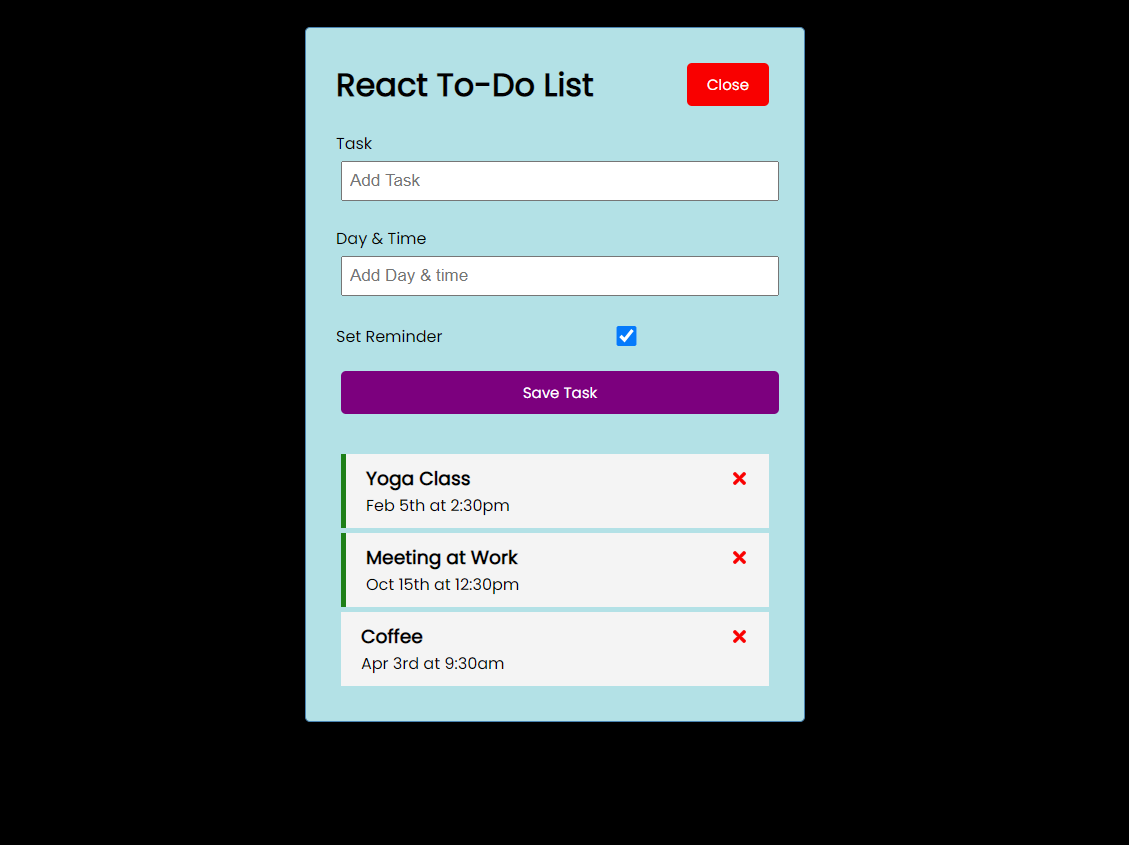 React To-Do List
Close
Task
Add Task
Day & Time
Add Day & time
Set Reminder
Save Task
Yoga Class
Feb 5th at 2:30pm
Meeting at Work
Oct 15th at 12:30pm
Coffee
Apr 3rd at 9:30am